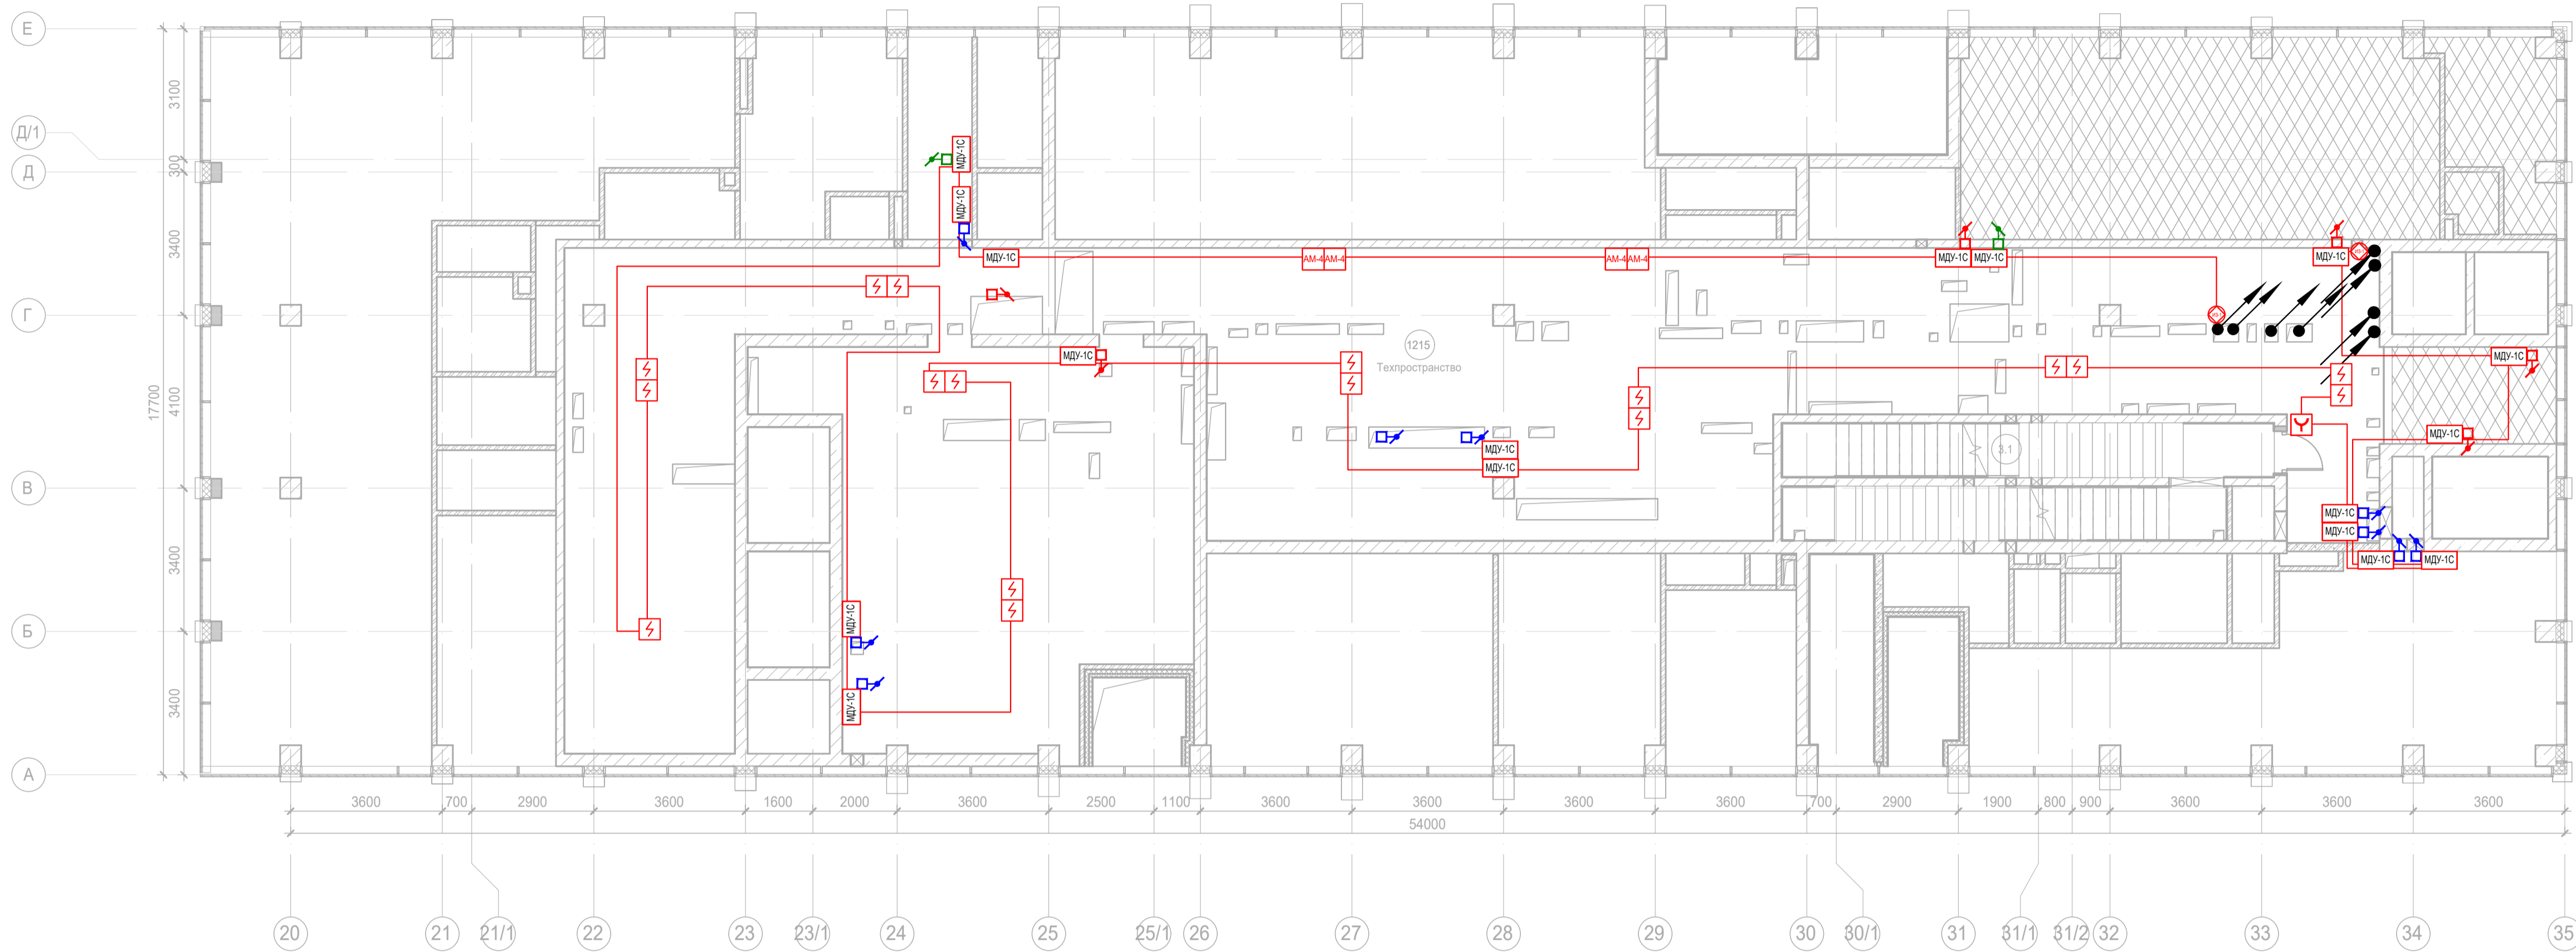 Е
Д/1
Д
Г
В
Б
А
3100
300
3400
4100
3400
3400
17700
МДУ-1С
МДУ-1С
МДУ-1С
АМ-4 АМ-4
АМ-4 АМ-4
МДУ-1С
МДУ-1С
МДУ-1С
1215
Техпространство
МДУ-1С
МДУ-1С
МДУ-1С
МДУ-1С
МДУ-1С
3.1
МДУ-1С
МДУ-1С
МДУ-1С
МДУ-1С
МДУ-1С
МДУ-1С
3600
700
2900
3600
1600
2000
3600
2500
1100
3600
3600
3600
3600
700
2900
1900
800
900
3600
3600
3600
54000
20
21
21/1
22
23
23/1
24
25
25/1
26
27
28
29
30
30/1
31
31/1
31/2
32
33
34
35